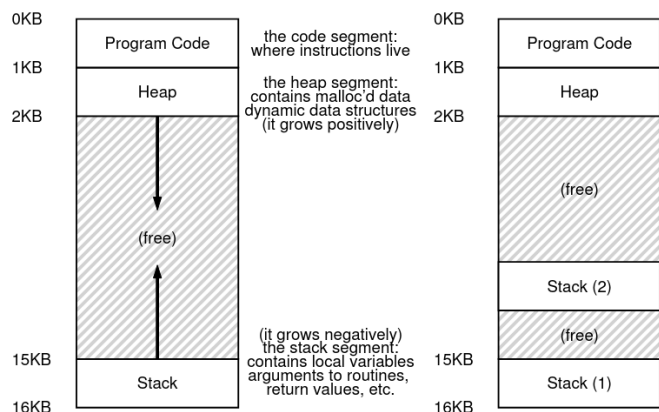 0KB
Program Code
the code segment:
where instructions live
1KB
Heap
the heap segment:
contains malloc'd data
dynamic data structures
(it grows positively)
2KB
(free)
(it grows negatively)
the stack segment:
contains local variables
arguments to routines,
return values, etc.
15KB
Stack
16KB
0KB
Program Code
1KB
Heap
2KB
(free)
Stack (2)
(free)
15KB
Stack (1)
16KB